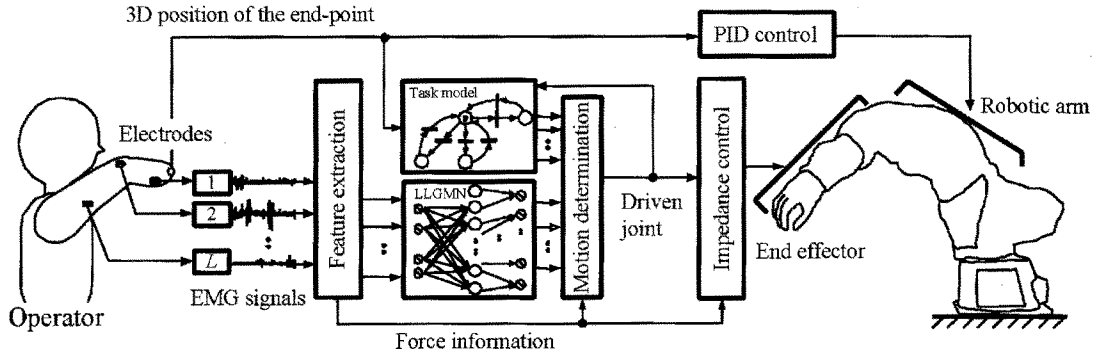 3D position of the end-point
PID control
Task model
Robotic arm
Electrodes
Feature extraction
Motion determination
Impedance control
1
LLGMN
2
Driven
joint
End effector
L
EMG signals
Operator
Force information